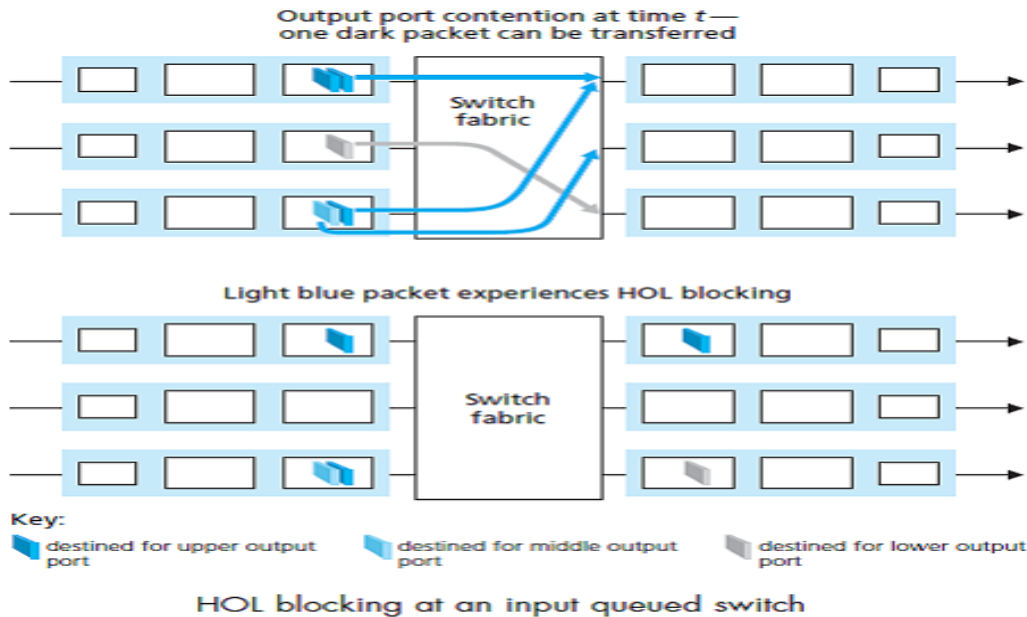 Output port contention at time t—
one dark packet can be transferred
Switch
fabric
Light blue packet experiences HOL blocking
Switch
fabric
Key:
destined for upper output
port
destined for middle output
port
destined for lower output
port
HOL blocking at an input queued switch